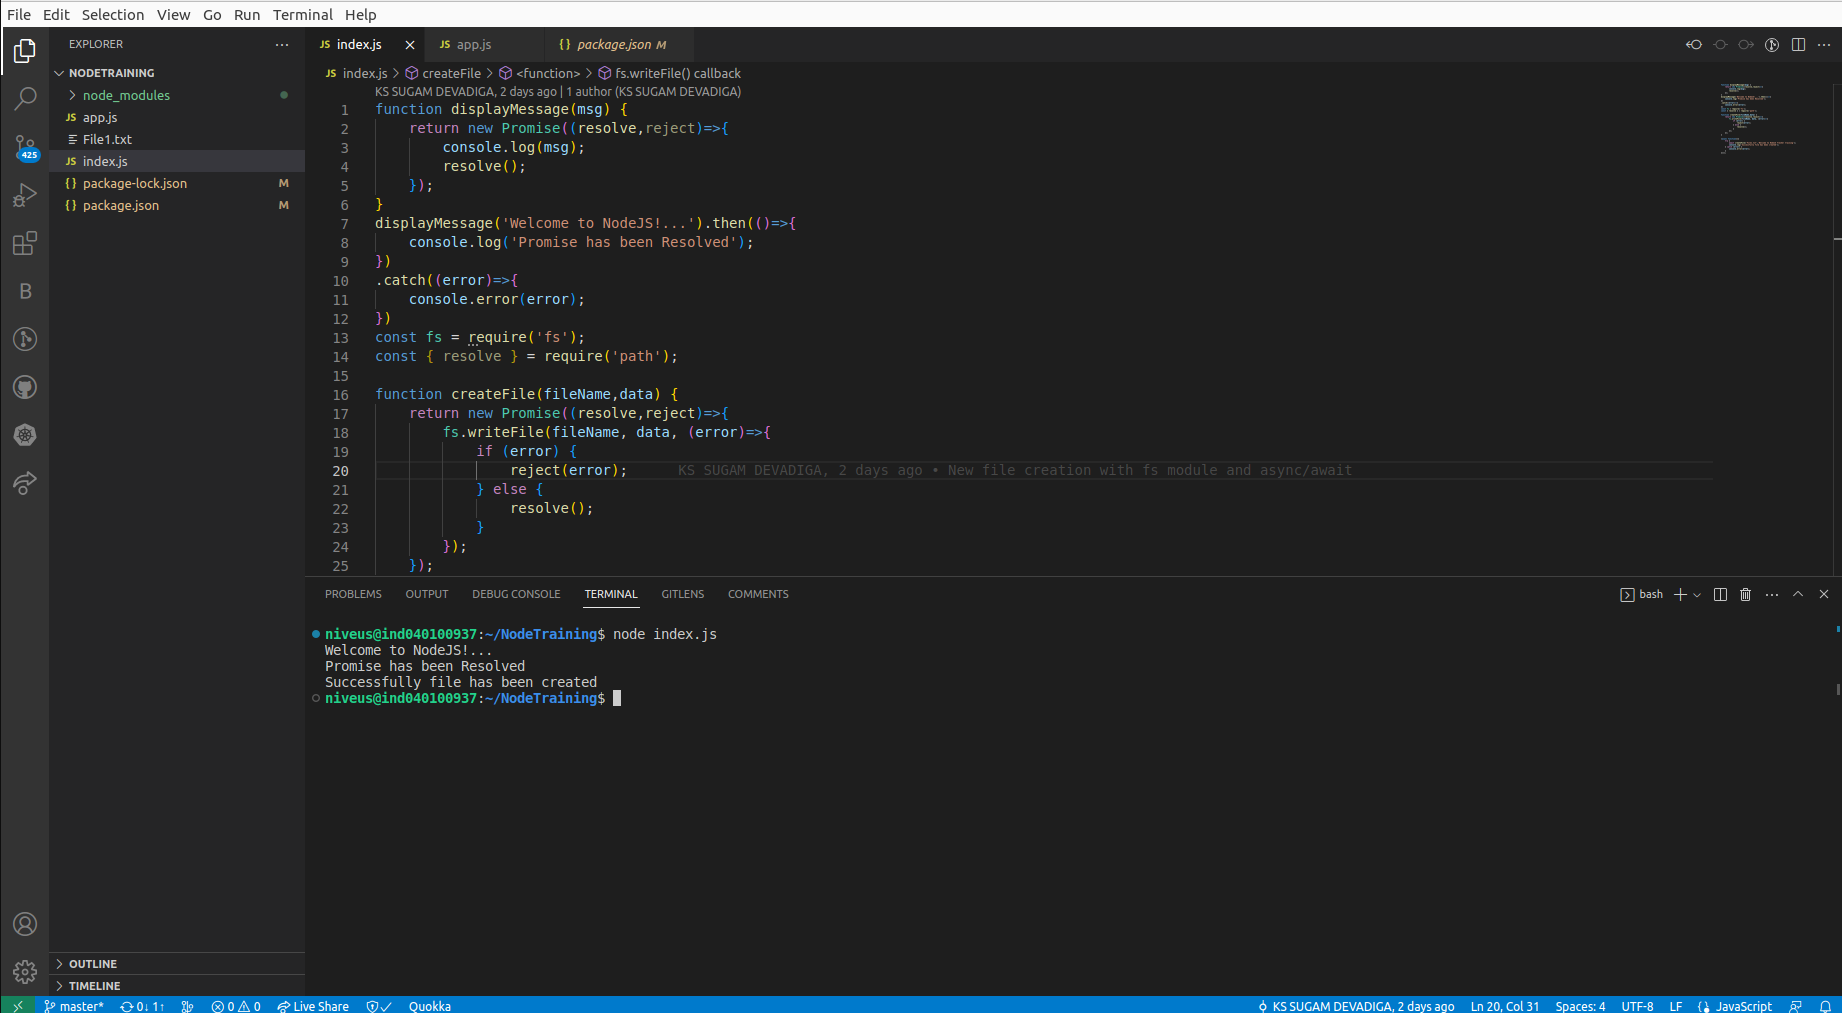 File Edit Selection View Go Run Terminal Help
EXPLORER
NODETRAINING
node_modules
JS app.js
File1.txt
JS index.js
{} package-lock.json M
{} package.json M
425
B
OUTLINE
TIMELINE
JS index.js JS app.js {} package.json M
JS index.js > createFile > <function> > fs.writeFile() callback
KS SUGAM DEVADIGA, 2 days ago | 1 author (KS SUGAM DEVADIGA)
1 function displayMessage(msg) {
2 return new Promise((resolve,reject)=>{
3 console.log(msg);
4 resolve();
5 });
6 }
7 displayMessage('Welcome to NodeJS!...').then(()=>{
8 console.log('Promise has been Resolved');
9 })
10 .catch((error)=>{
11 console.error(error);
12 })
13 const fs = require('fs');
14 const { resolve } = require('path');
15
16 function createFile(fileName,data) {
17 return new Promise((resolve,reject)=>{
18 fs.writeFile(fileName, data, (error)=>{
19 if (error) {
20 reject(error); KS SUGAM DEVADIGA, 2 days ago • New file creation with fs module and async/await
21 } else {
22 resolve();
23 }
24 });
25 });
PROBLEMS OUTPUT DEBUG CONSOLE TERMINAL GITLENS COMMENTS bash
niveus@ind040100937:~/NodeTraining$ node index.js
Welcome to NodeJS!...
Promise has been Resolved
Successfully file has been created
niveus@ind040100937:~/NodeTraining$
master* 0↓ 1↑ 0 0 Live Share Quokka KS SUGAM DEVADIGA, 2 days ago Ln 20, Col 31 Spaces: 4 UTF-8 LF JavaScript